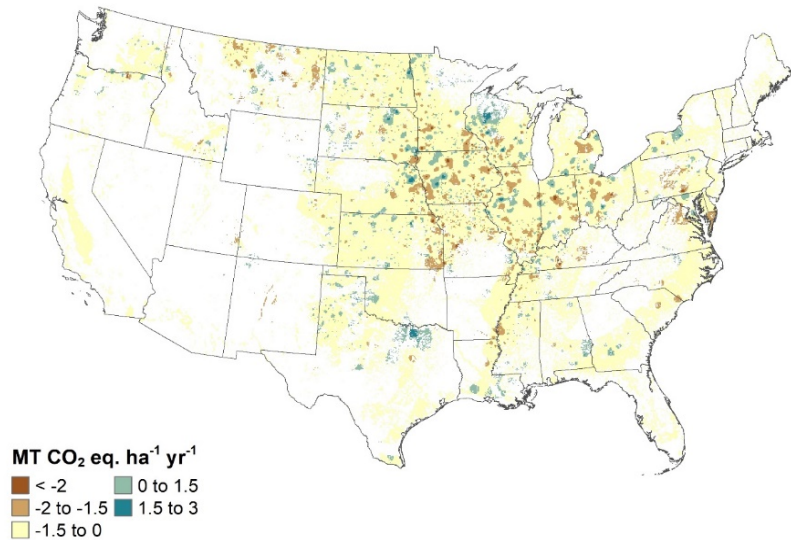 MT CO₂ eq. ha⁻¹ yr⁻¹
< -2
0 to 1.5
-2 to -1.5
1.5 to 3
-1.5 to 0